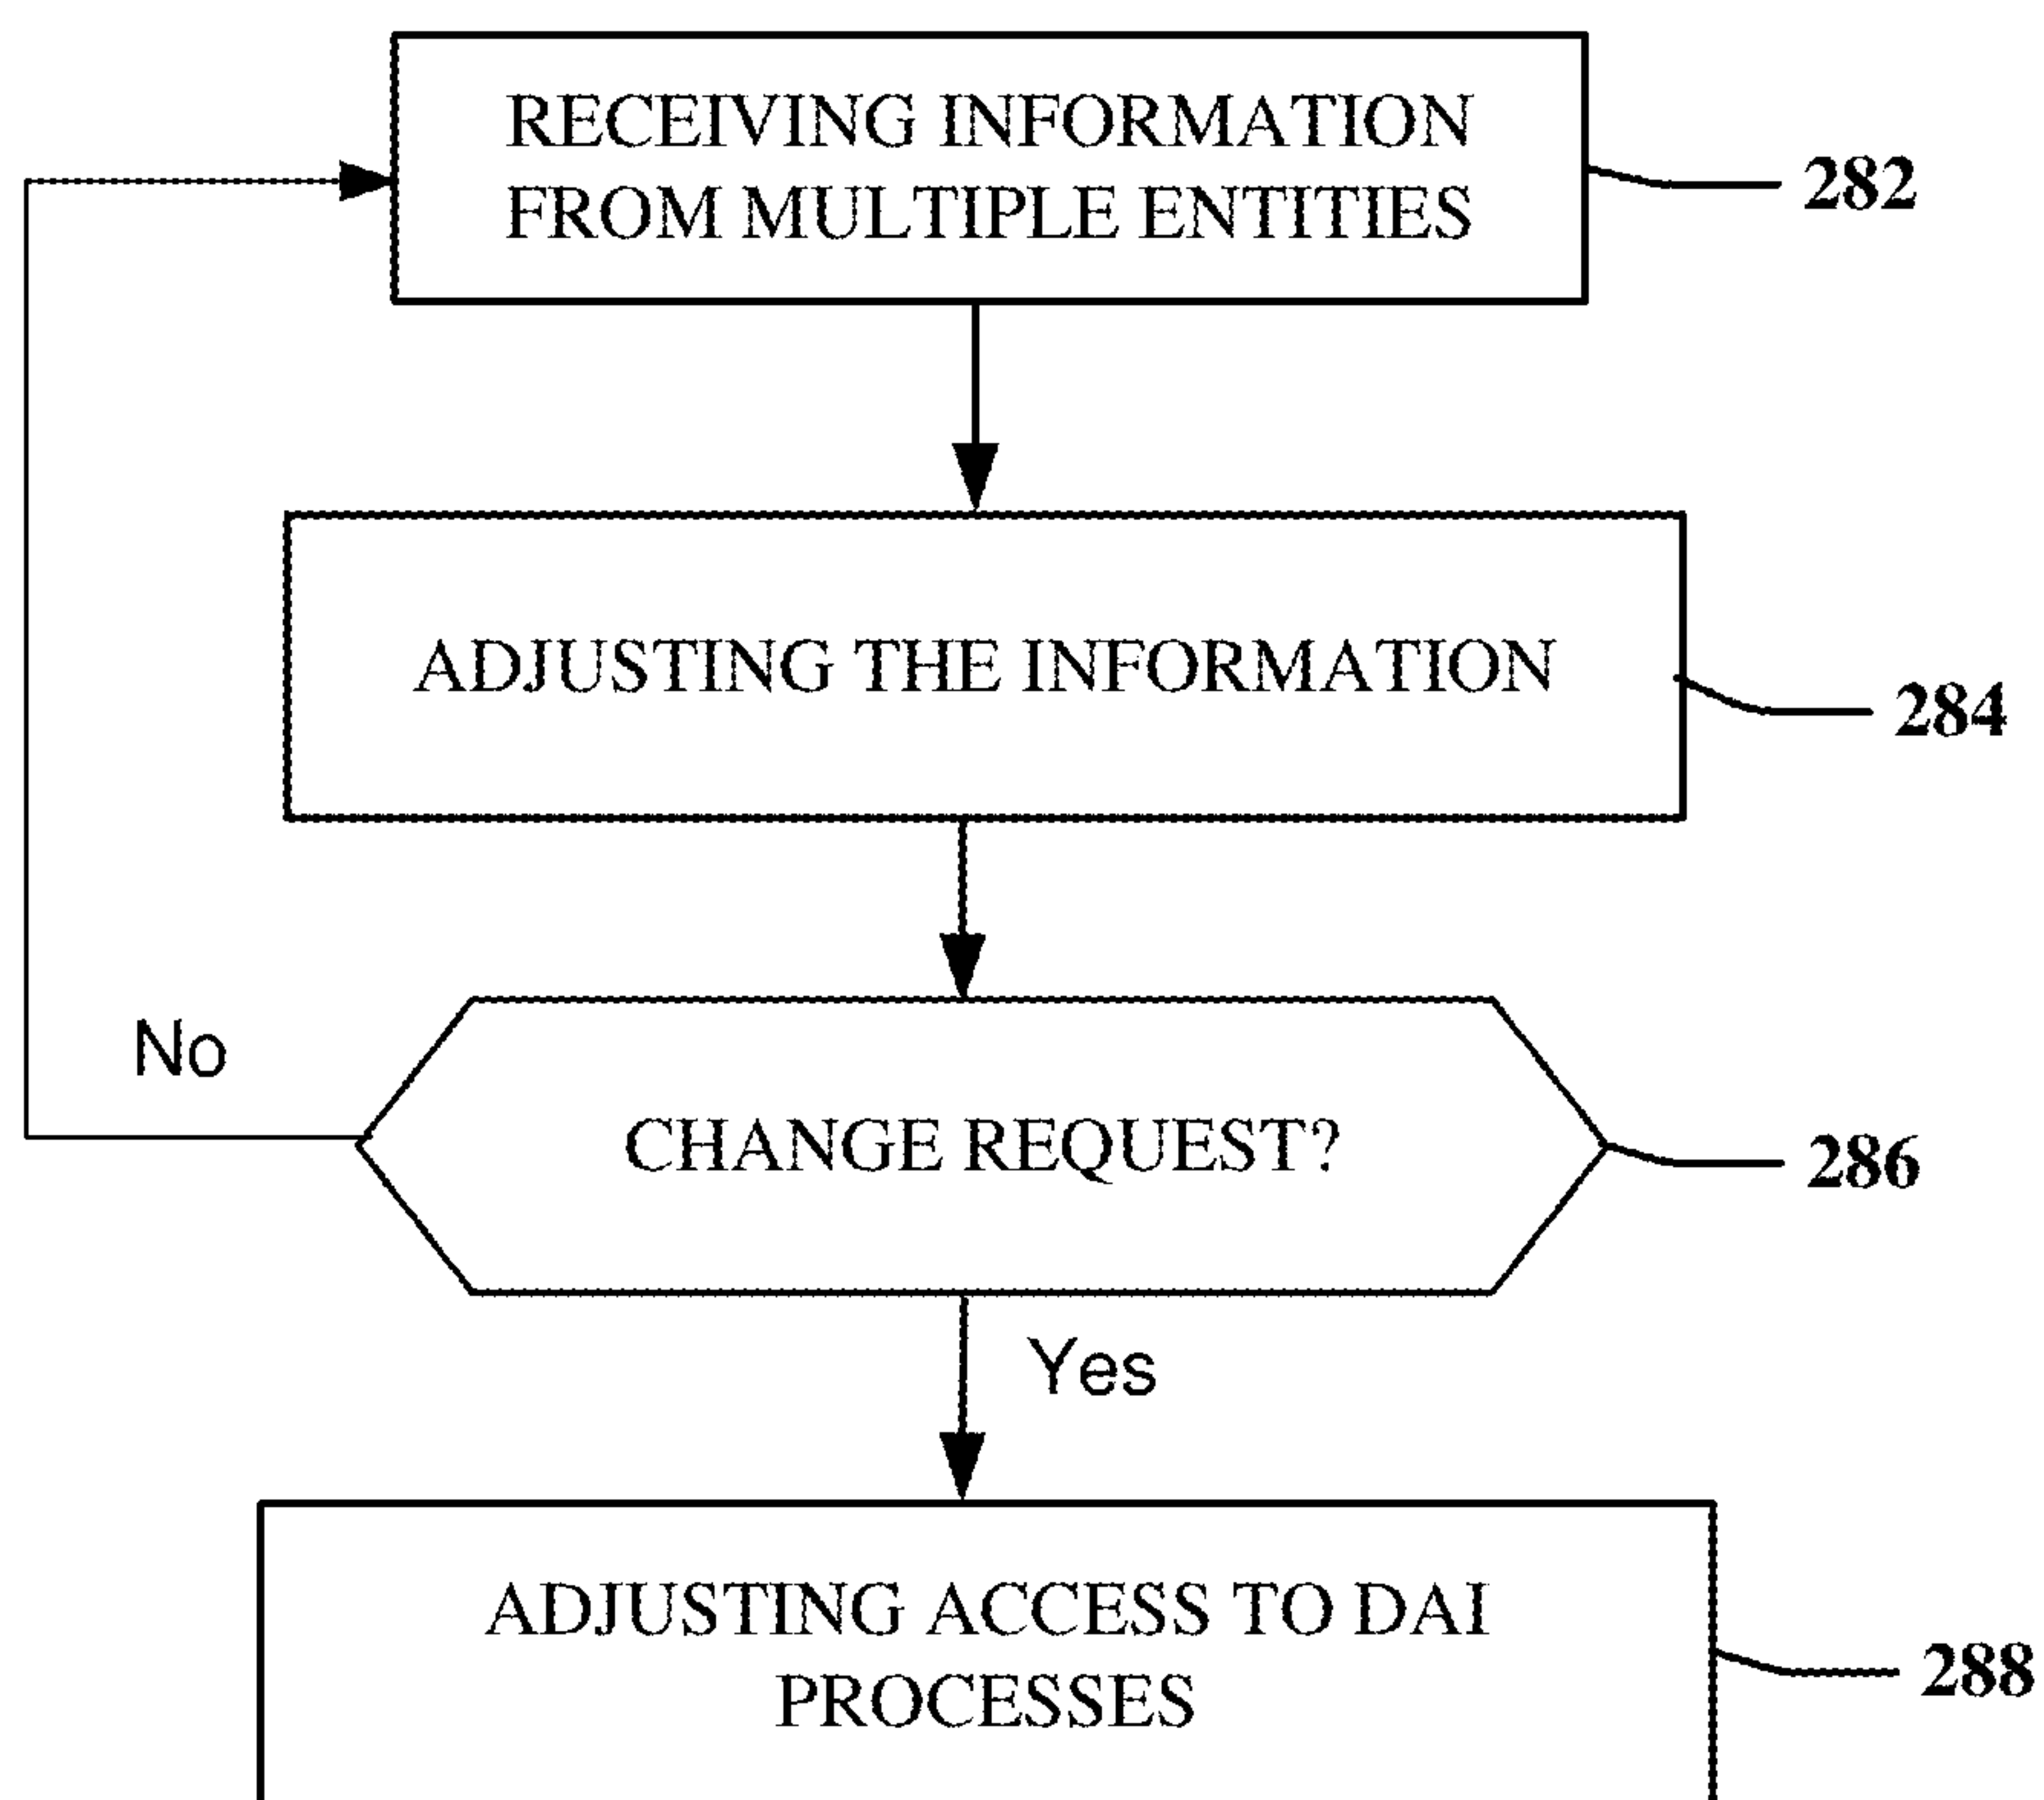 RECEIVING INFORMATION
FROM MULTIPLE ENTITIES
282
ADJUSTING THE INFORMATION
284
No
CHANGE REQUEST?
286
Yes
ADJUSTING ACCESS TO DAI
PROCESSES
288